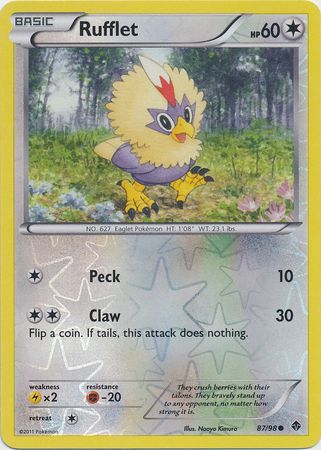 BASIC
Rufflet
HP60
NO. 627 Eaglet Pokémon HT: 1'08" WT: 23.1 lbs.
Peck 10
Claw 30
Flip a coin. If tails, this attack does nothing.
weakness
×2
resistance
-20
retreat
They crush berries with their
talons. They bravely stand up
to any opponent, no matter how
strong it is.
Illus. Naoyo Kimura
87/98
©2011 Pokémon